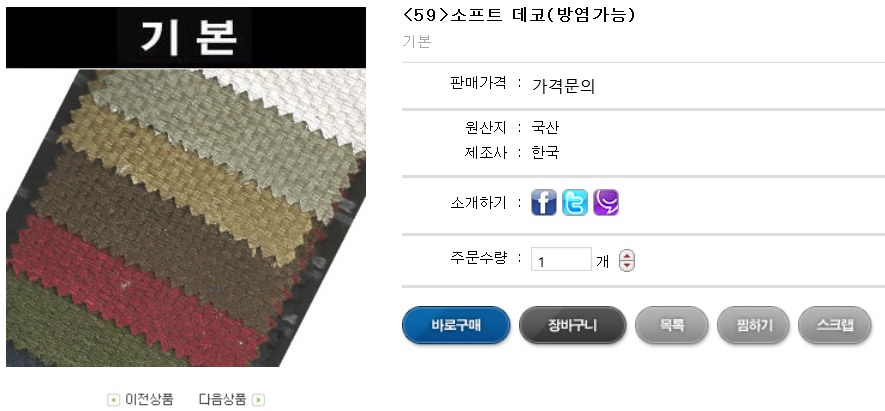 기 본
<59>소프트 데코(방염가능)
기본
판매가격 : 가격문의
원산지 : 국산
제조사 : 한국
소개하기 :
주문수량 : 1 개
바로구매 장바구니 목록 찜하기 스크랩
이전상품 다음상품